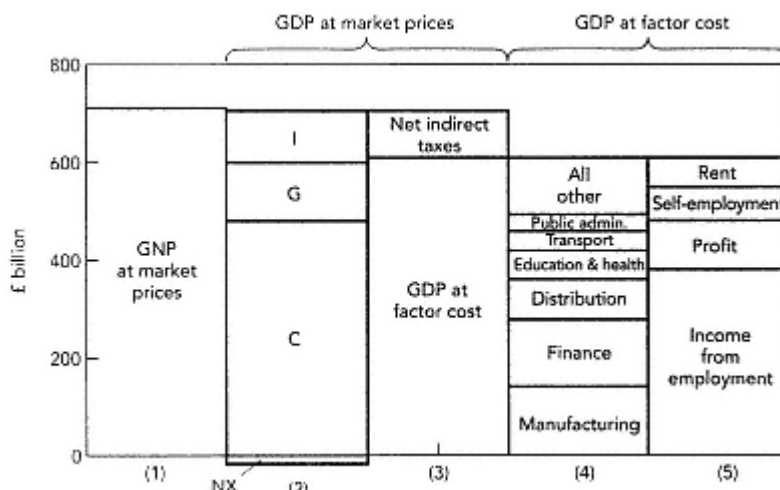 GDP at market prices
GDP at factor cost
£ billion
800
600
400
200
0
GNP
at market
prices
I
G
C
NX
Net indirect
taxes
GDP at
factor cost
All
other
Public admin.
Transport
Education & health
Distribution
Finance
Manufacturing
Rent
Self-employment
Profit
Income
from
employment
(1)
(2)
(3)
(4)
(5)